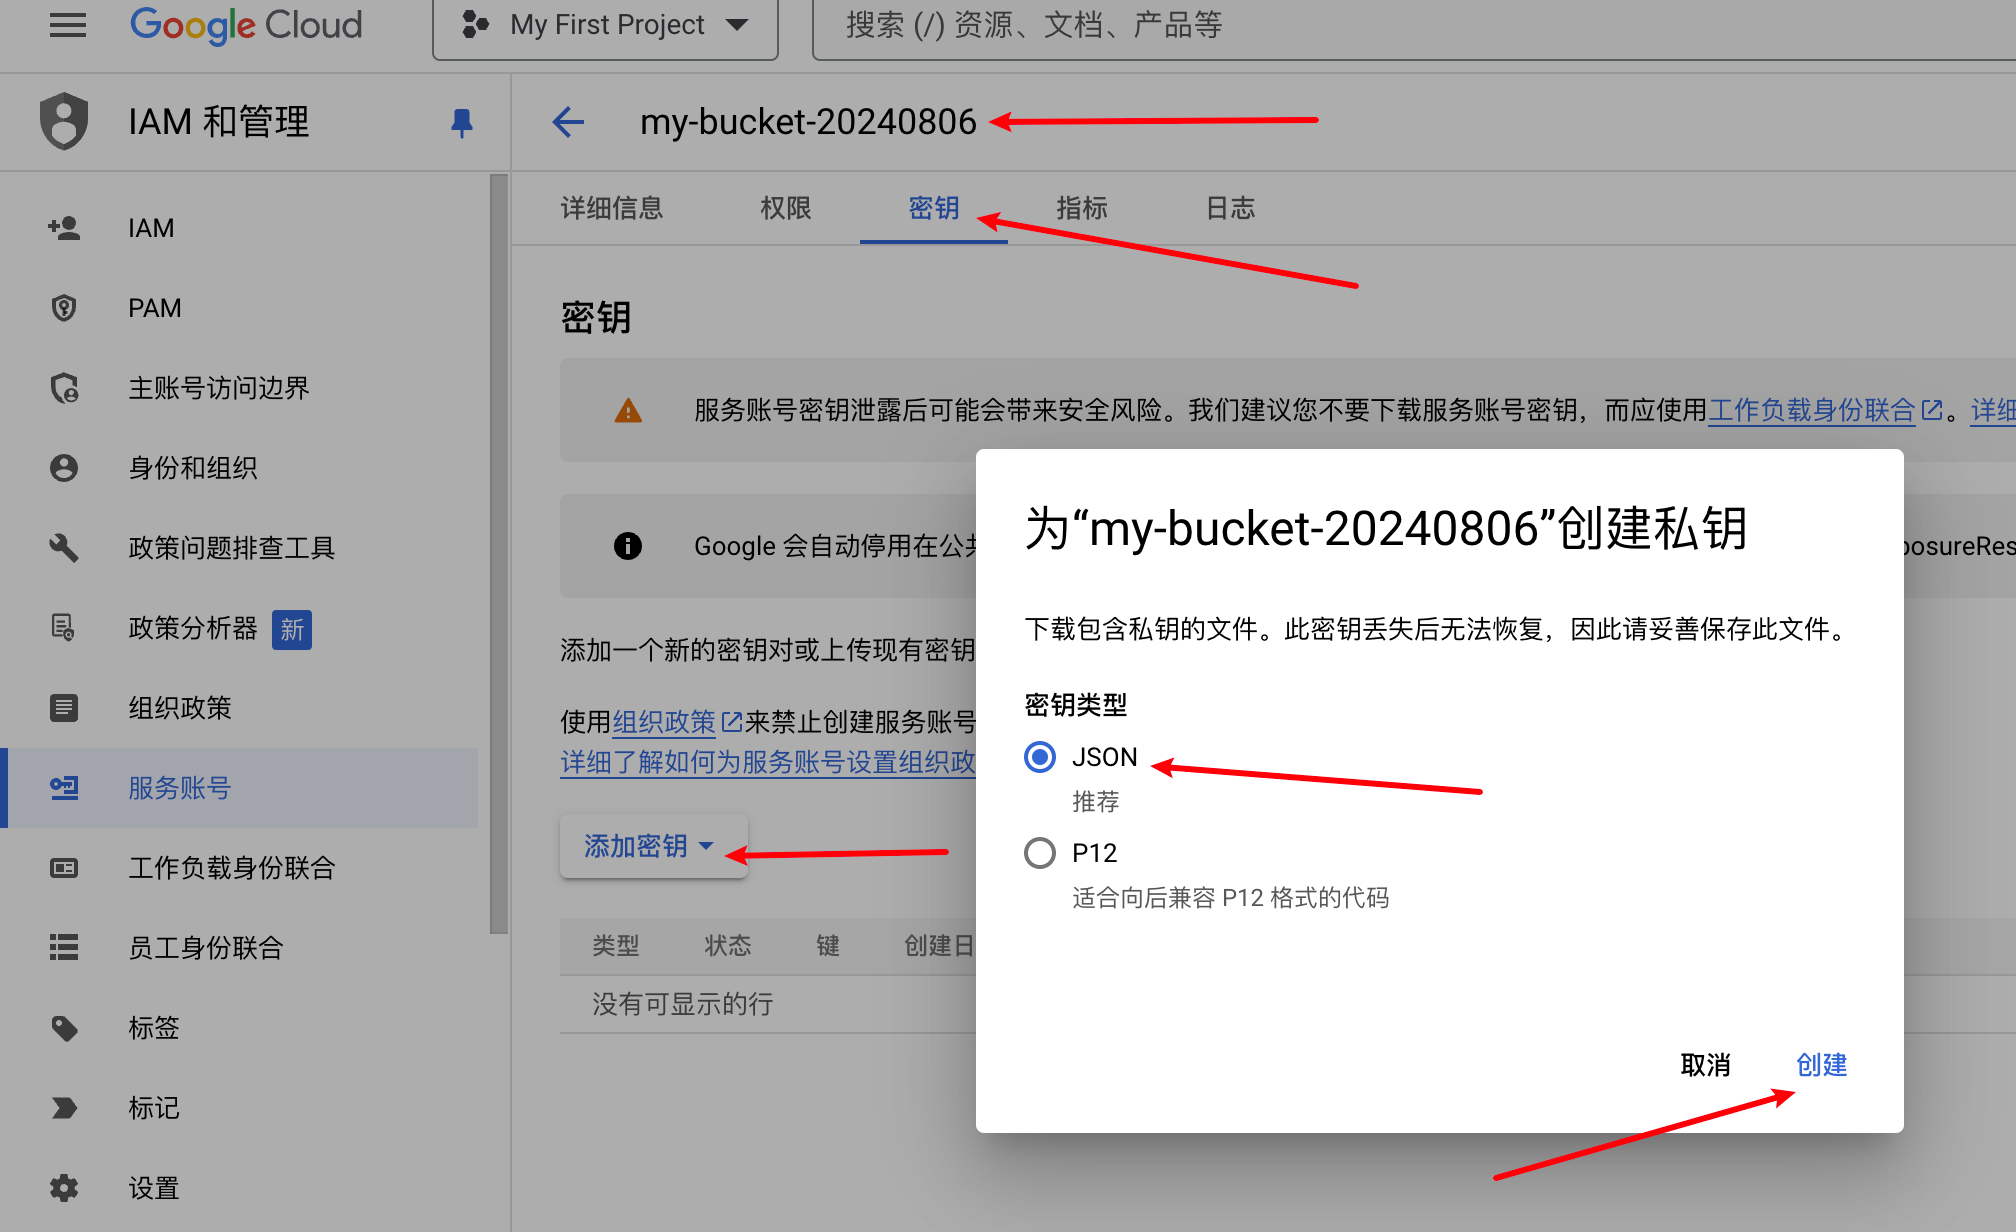 Google Cloud
My First Project
搜索 (/) 资源、文档、产品等
IAM 和管理
my-bucket-20240806
IAM
PAM
主账号访问边界
身份和组织
政策问题排查工具
政策分析器 新
组织政策
服务账号
工作负载身份联合
员工身份联合
标签
标记
设置
详细信息 权限 密钥 指标 日志
密钥
服务账号密钥泄露后可能会带来安全风险。我们建议您不要下载服务账号密钥，而应使用工作负载身份联合。详细
Google 会自动停用在公共
posureRes
添加一个新的密钥对或上传现有密钥
使用组织政策来禁止创建服务账号
详细了解如何为服务账号设置组织政
添加密钥
类型 状态 键 创建日
没有可显示的行
为“my-bucket-20240806”创建私钥
下载包含私钥的文件。此密钥丢失后无法恢复，因此请妥善保存此文件。
密钥类型
JSON
推荐
P12
适合向后兼容 P12 格式的代码
取消 创建